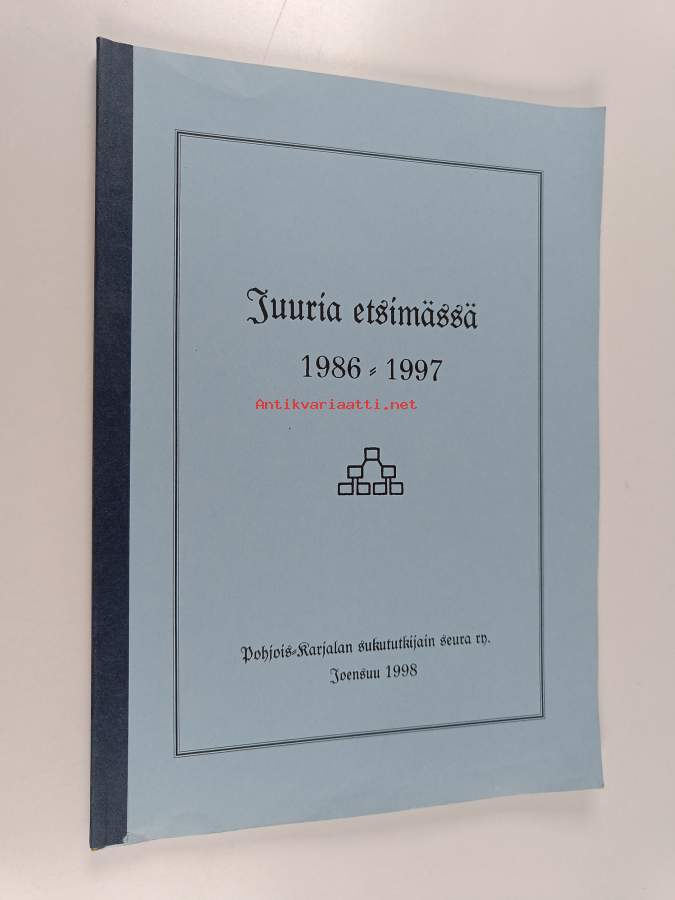 Juuria etsimässä
1986 - 1997
Antikvariaatti.net
Pohjois-Karjalan sukututkijain seura ry.
Joensuu 1998